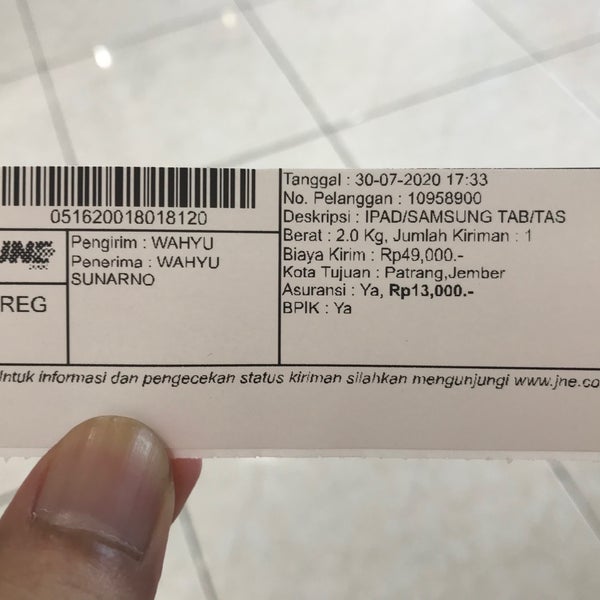 051620018018120
JNE
REG
Pengirim : WAHYU
Penerima : WAHYU
SUNARNO
Tanggal : 30-07-2020 17:33
No. Pelanggan : 10958900
Deskripsi : IPAD/SAMSUNG TAB/TAS
Berat : 2.0 Kg, Jumlah Kiriman : 1
Biaya Kirim : Rp49,000.-
Kota Tujuan : Patrang,Jember
Asuransi : Ya, Rp13,000.-
BPIK : Ya
Untuk informasi dan pengecekan status kiriman silahkan mengunjungi www.jne.co